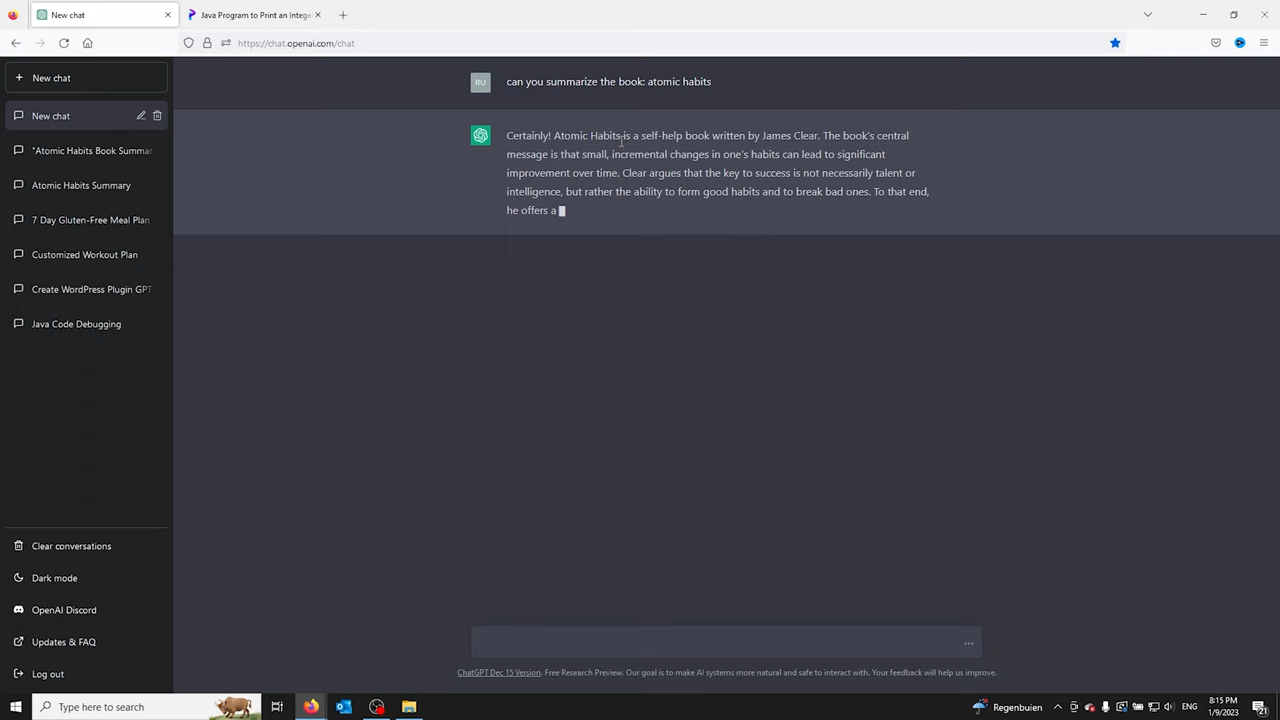 New chat
Java Program to Print an Intege
https://chat.openai.com/chat
New chat
New chat
"Atomic Habits Book Summar
Atomic Habits Summary
7 Day Gluten-Free Meal Plan
Customized Workout Plan
Create WordPress Plugin GPT
Java Code Debugging
Clear conversations
Dark mode
OpenAI Discord
Updates & FAQ
Log out
RU
can you summarize the book: atomic habits
Certainly! Atomic Habits is a self-help book written by James Clear. The book's central
message is that small, incremental changes in one's habits can lead to significant
improvement over time. Clear argues that the key to success is not necessarily talent or
intelligence, but rather the ability to form good habits and to break bad ones. To that end,
he offers a
ChatGPT Dec 15 Version. Free Research Preview. Our goal is to make AI systems more natural and safe to interact with. Your feedback will help us improve.
Type here to search
Regenbuien
ENG
8:15 PM
1/9/2023
21